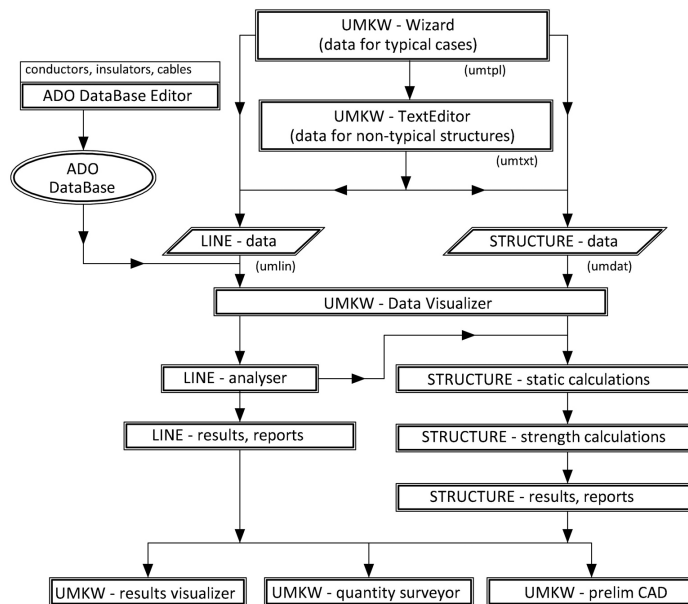 UMKW - Wizard
(data for typical cases)
(umtpl)
conductors, insulators, cables
ADO DataBase Editor
UMKW - TextEditor
(data for non-typical structures)
(umtxt)
ADO
DataBase
LINE - data
STRUCTURE - data
(umlin)
(umdat)
UMKW - Data Visualizer
LINE - analyser
STRUCTURE - static calculations
LINE - results, reports
STRUCTURE - strength calculations
STRUCTURE - results, reports
UMKW - results visualizer
UMKW - quantity surveyor
UMKW - prelim CAD